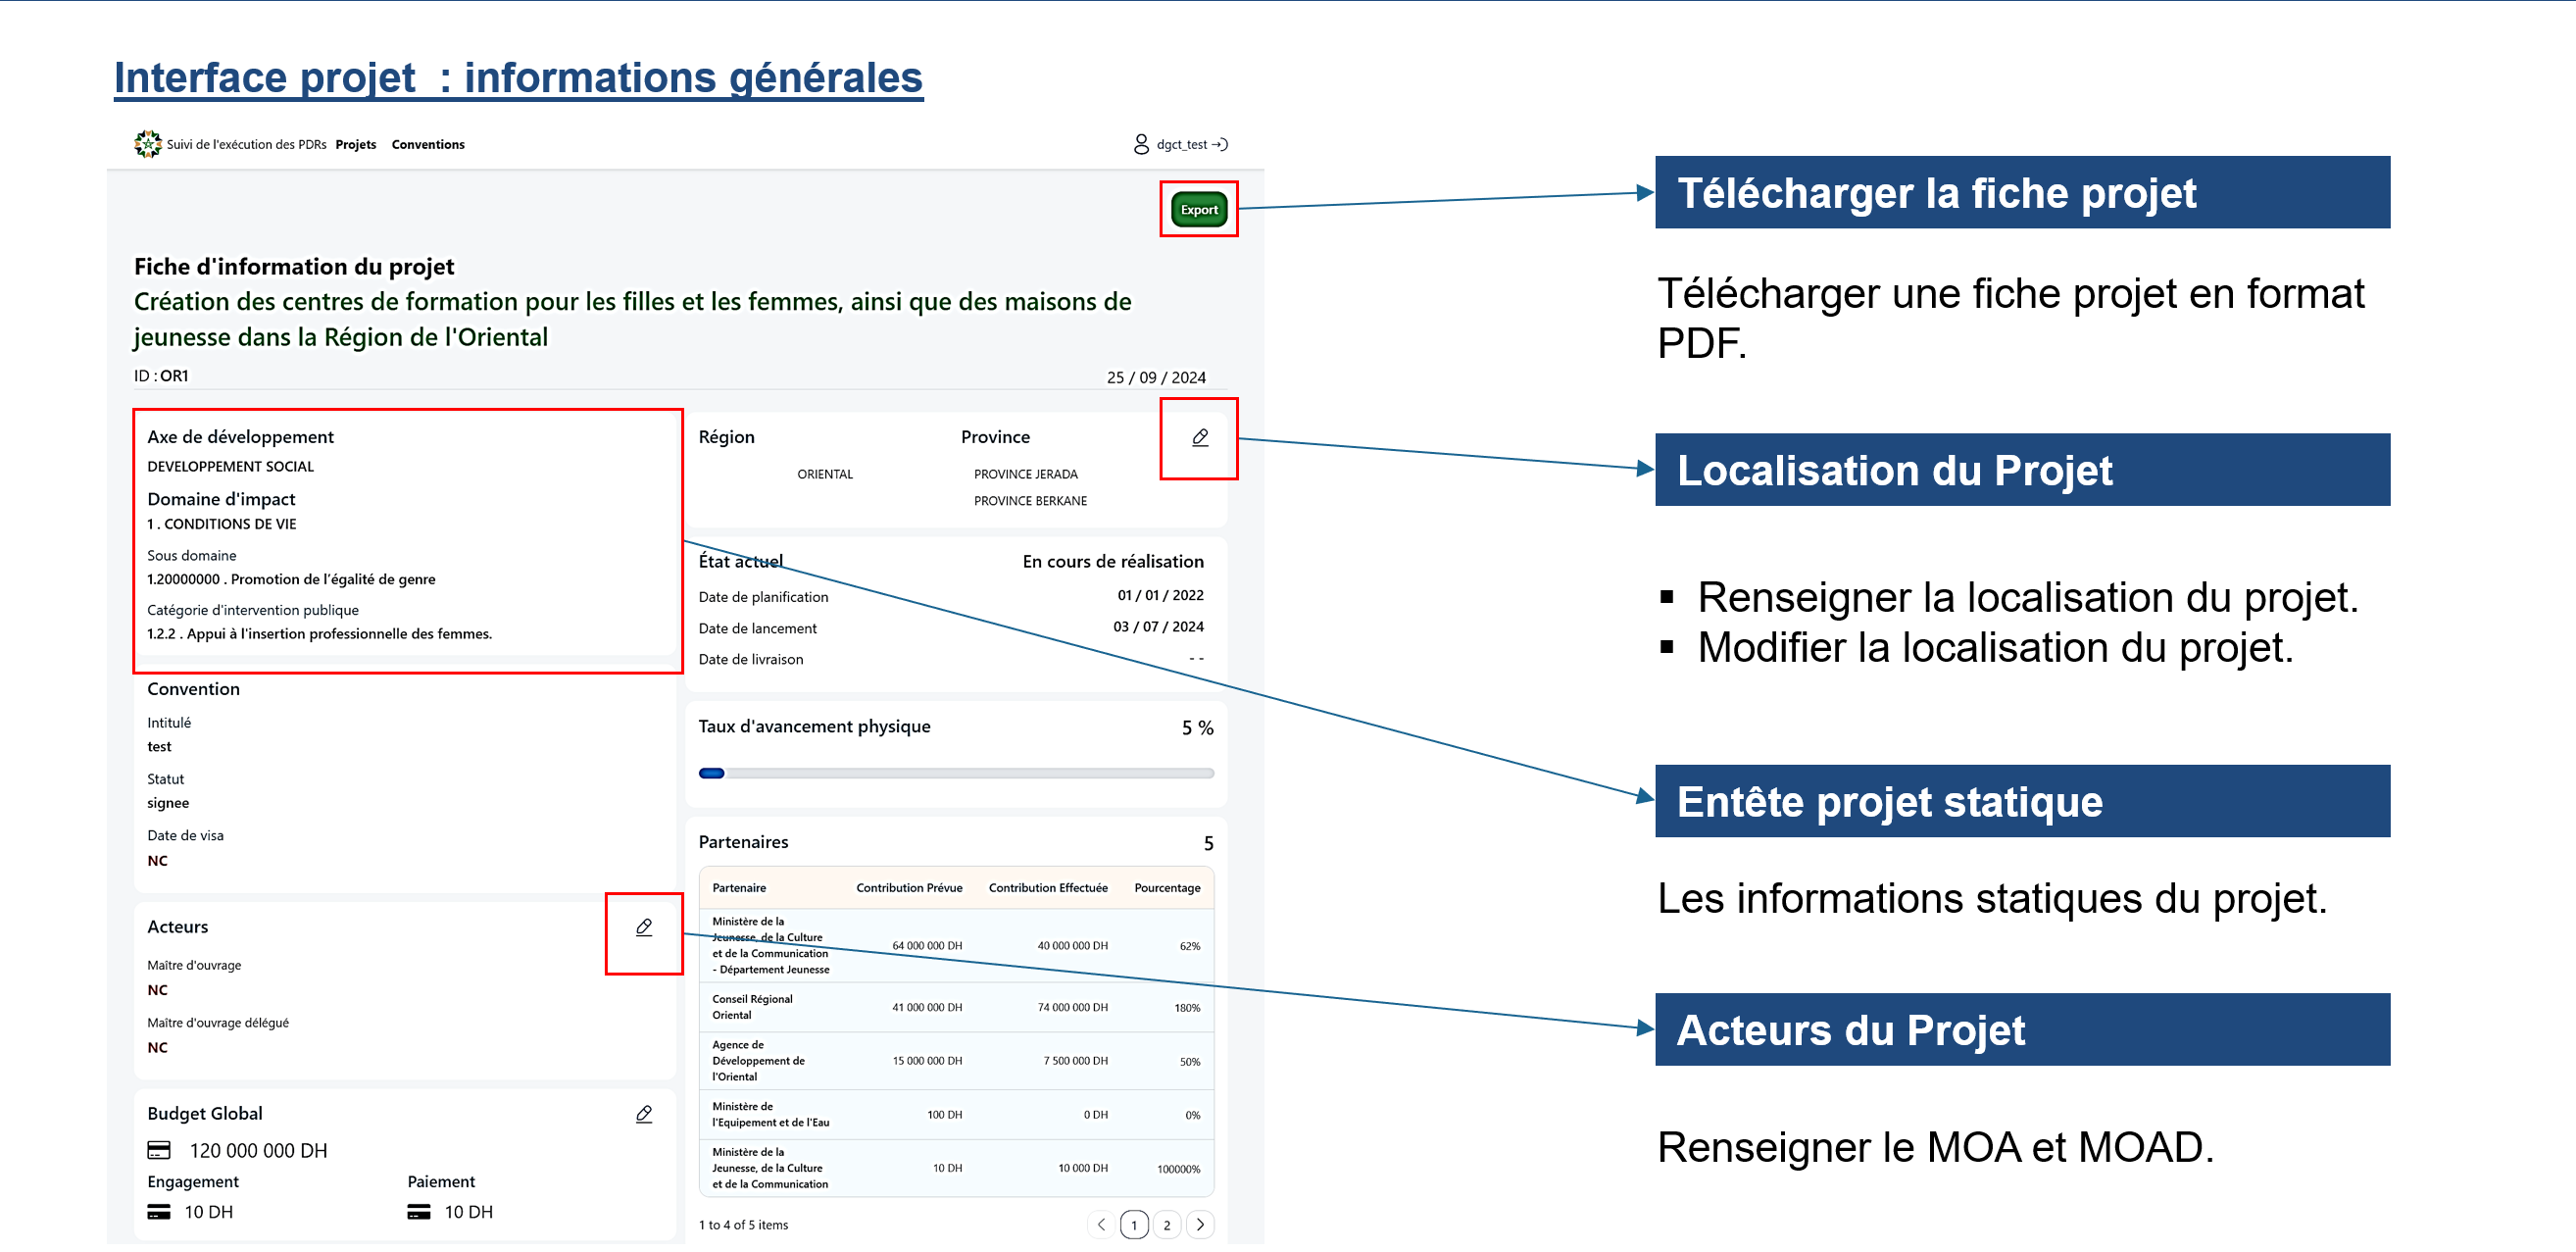 Interface projet  : informations générales
Suivi de l'exécution des PDRs Projets Conventions
dgct_test
Export
Fiche d'information du projet
Création des centres de formation pour les filles et les femmes, ainsi que des maisons de
jeunesse dans la Région de l'Oriental
ID : OR1
25 / 09 / 2024
Axe de développement
DEVELOPPEMENT SOCIAL
Domaine d'impact
1 . CONDITIONS DE VIE
Sous domaine
1.20000000 . Promotion de l'égalité de genre
Catégorie d'intervention publique
1.2.2 . Appui à l'insertion professionnelle des femmes.
Convention
Intitulé
test
Statut
signee
Date de visa
NC
Acteurs
Maître d'ouvrage
NC
Maître d'ouvrage délégué
NC
Budget Global
120 000 000 DH
Engagement Paiement
10 DH 10 DH
Région Province
ORIENTAL PROVINCE JERADA
PROVINCE BERKANE
État actuel En cours de réalisation
Date de planification 01 / 01 / 2022
Date de lancement 03 / 07 / 2024
Date de livraison - -
Taux d'avancement physique 5 %
Partenaires 5
Partenaire Contribution Prévue Contribution Effectuée Pourcentage
Ministère de la
Jeunesse, de la Culture
et de la Communication
- Département Jeunesse
64 000 000 DH 40 000 000 DH 62%
Conseil Régional
Oriental
41 000 000 DH 74 000 000 DH 180%
Agence de
Développement de
l'Oriental
15 000 000 DH 7 500 000 DH 50%
Ministère de
l'Equipement et de l'Eau
100 DH 0 DH 0%
Ministère de la
Jeunesse, de la Culture
et de la Communication
10 DH 10 000 DH 100000%
1 to 4 of 5 items
1 2
Télécharger la fiche projet
Télécharger une fiche projet en format
PDF.
Localisation du Projet
▪ Renseigner la localisation du projet.
▪ Modifier la localisation du projet.
Entête projet statique
Les informations statiques du projet.
Acteurs du Projet
Renseigner le MOA et MOAD.